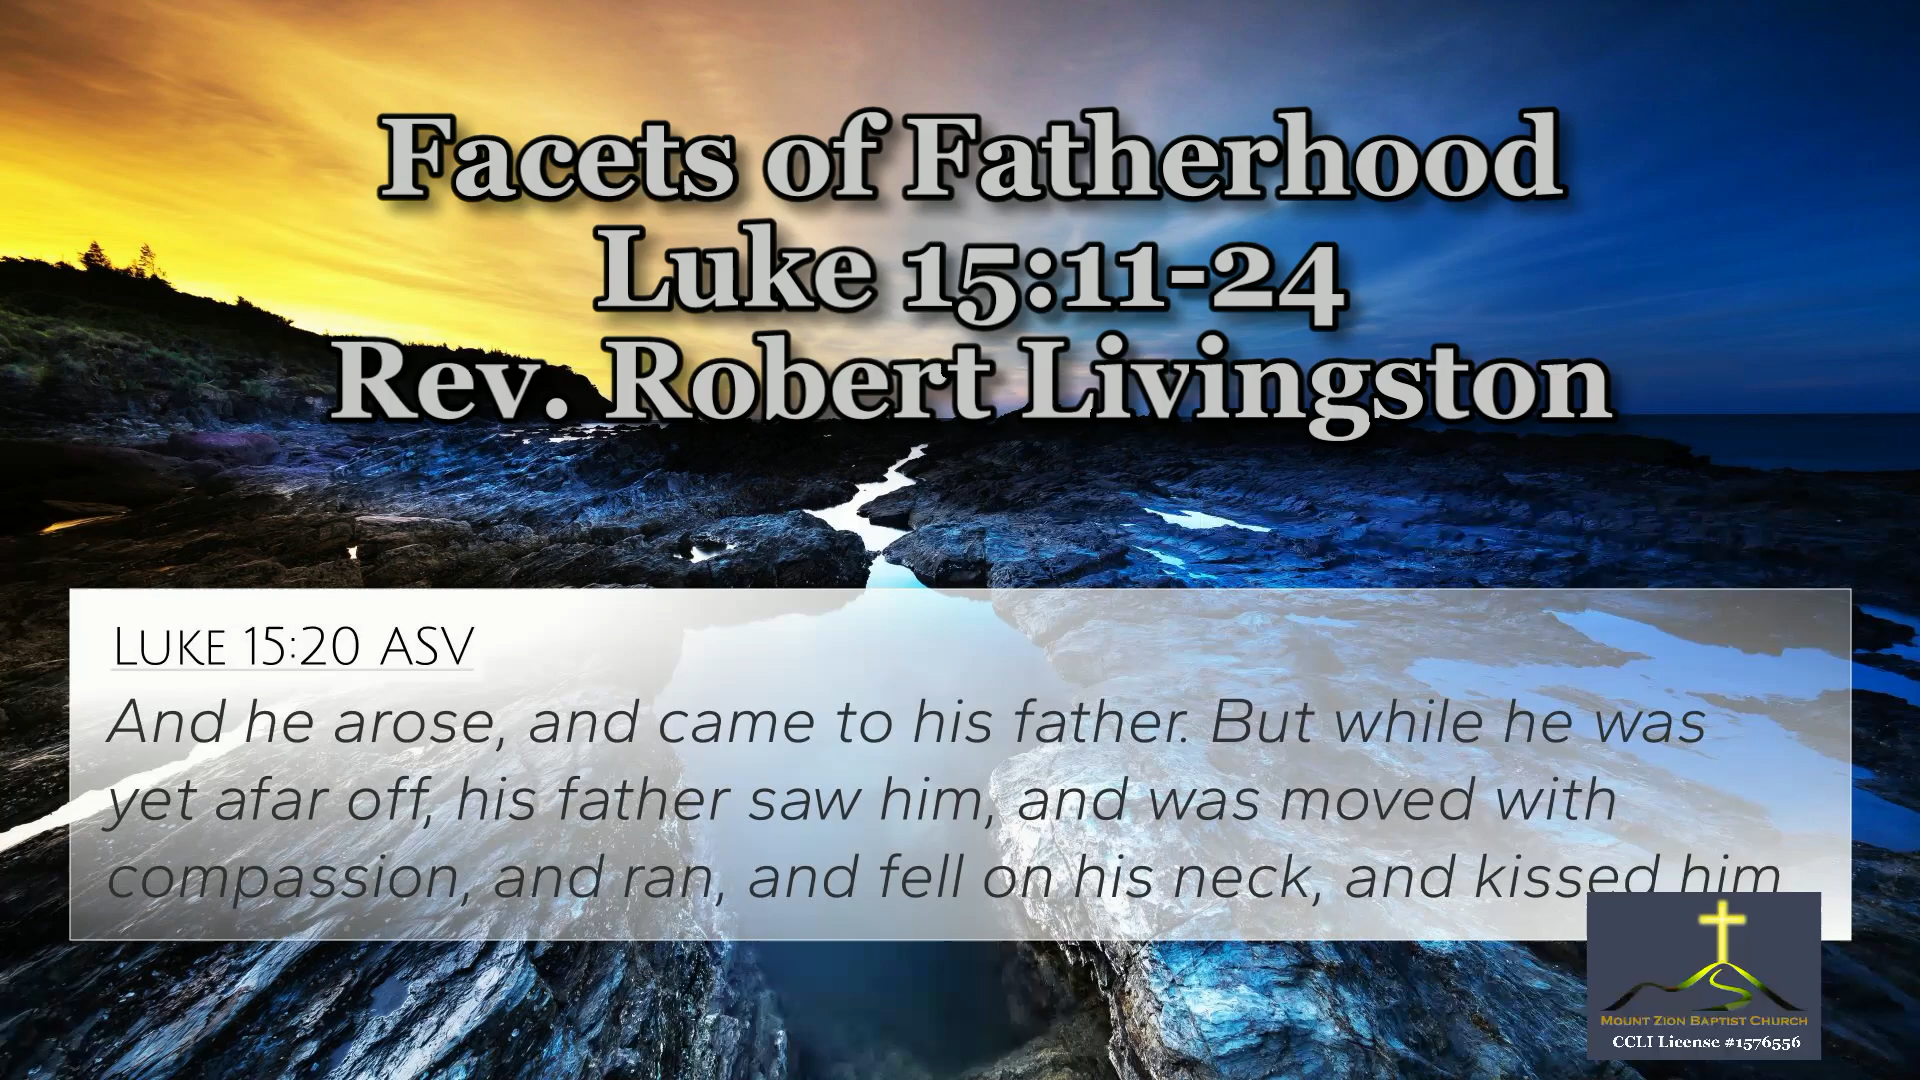 Facets of Fatherhood
Luke 15:11-24
Rev. Robert Livingston
Luke 15:20 ASV
And he arose, and came to his father. But while he was
yet afar off, his father saw him, and was moved with
compassion, and ran, and fell on his neck, and kissed him
Mount Zion Baptist Church
CCLI License #1576556